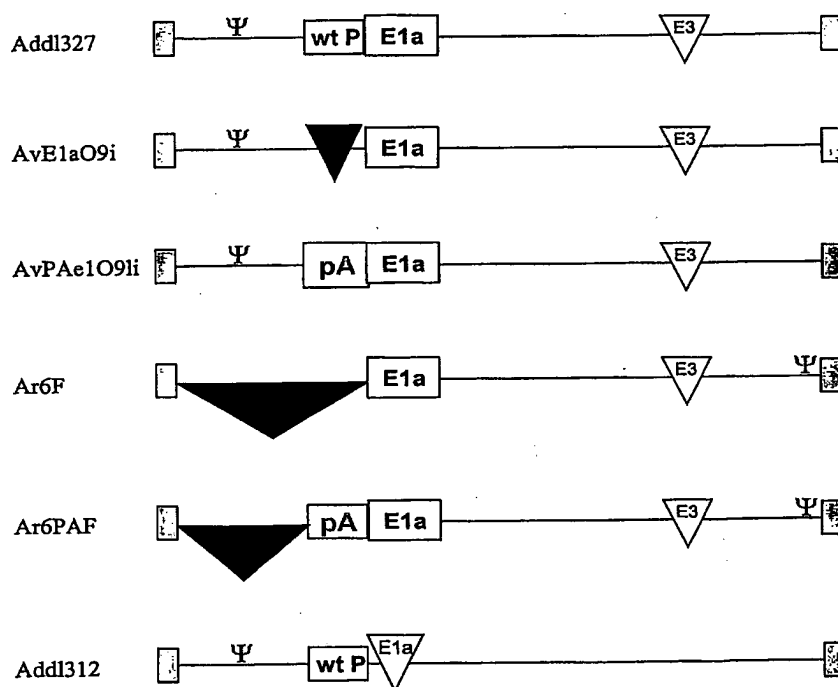 Addl327 Ψ wt P E1a E3
AvE1aO9i Ψ E1a E3
AvPAe1O9li Ψ pA E1a E3
Ar6F E1a E3 Ψ
Ar6PAF pA E1a E3 Ψ
Addl312 Ψ wt P E1a